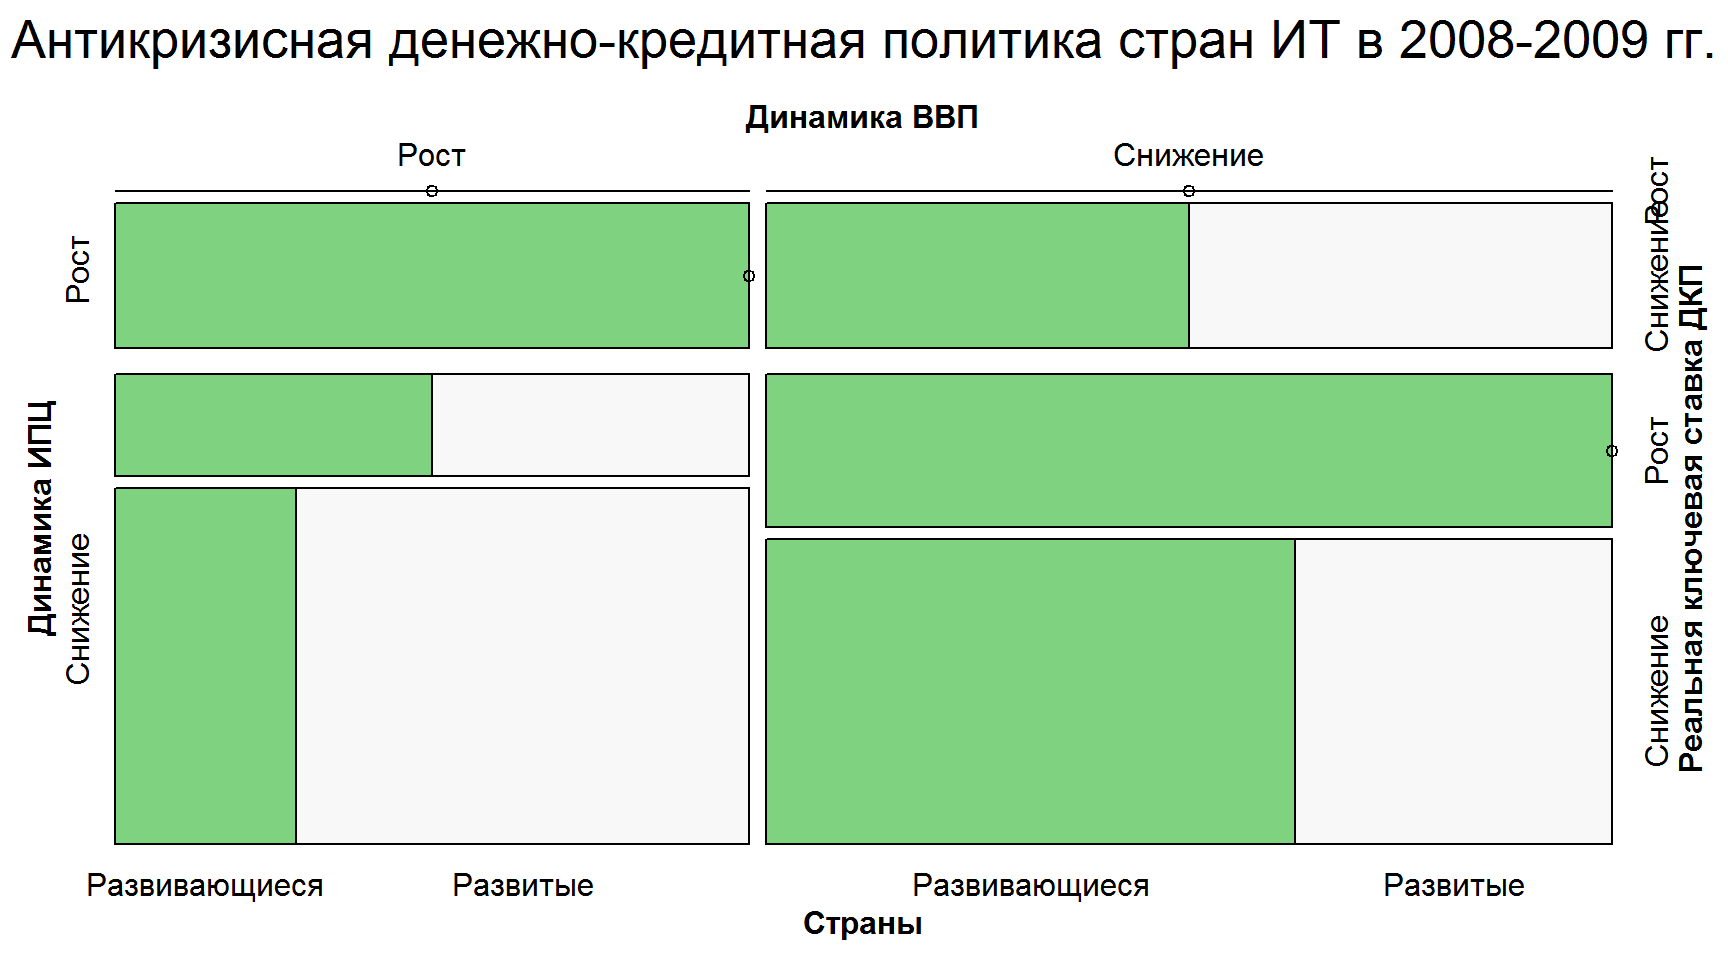 Антикризисная денежно-кредитная политика стран ИТ в 2008-2009 гг.
Динамика ВВП
Рост
Снижение
Динамика ИПЦ
Рост
Снижение
Рост
Снижение
Рост
Снижение
Реальная ключевая ставка ДКП
Развивающиеся
Развитые
Развивающиеся
Развитые
Страны